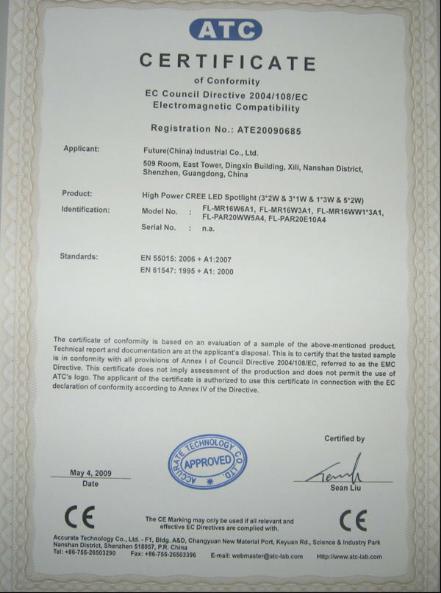 ATC
CERTIFICATE
of Conformity
EC Council Directive 2004/108/EC
Electromagnetic Compatibility
Registration No.: ATE20090685
Applicant: Future(China) Industrial Co., Ltd.
509 Room, East Tower, Dingxin Building, Xili, Nanshan District,
Shenzhen, Guangdong, China
Product: High Power CREE LED Spotlight (3*2W & 3*1W & 1*3W & 5*2W)
Identification: Model No. : FL-MR16W6A1, FL-MR16W3A1, FL-MR16WW1*3A1,
FL-PAR20WW5A4, FL-PAR20E10A4
Serial No. : n.a.
Standards: EN 55015: 2006 + A1:2007
EN 61547: 1995 + A1: 2000
The certificate of conformity is based on an evaluation of a sample of the above-mentioned product.
Technical report and documentation are at the applicant's disposal. This is to certify that the tested sample
is in conformity with all provisions of Annex I of Council Directive 2004/108/EC, referred to as the EMC
Directive. This certificate does not imply assessment of the production and does not permit the use of
ATC's logo. The applicant of the certificate is authorized to use this certificate in connection with the EC
declaration of conformity according to Annex IV of the Directive.
Certified by
ACCURATE TECHNOLOGY CO. LTD
APPROVED
May 4, 2009
Date
Sean Liu
CE
The CE Marking may only be used if all relevant and
effective EC Directives are complied with.
CE
Accurate Technology Co., Ltd. - F1, Bldg. A&D, Changyuan New Material Port, Keyuan Rd., Science & Industry Park
Nanshan District, Shenzhen 518057, P.R. China
Tel: +86-755-26503290 Fax: +86-755-26503396 E-mail: webmaster@atc-lab.com Http://www.atc-lab.com